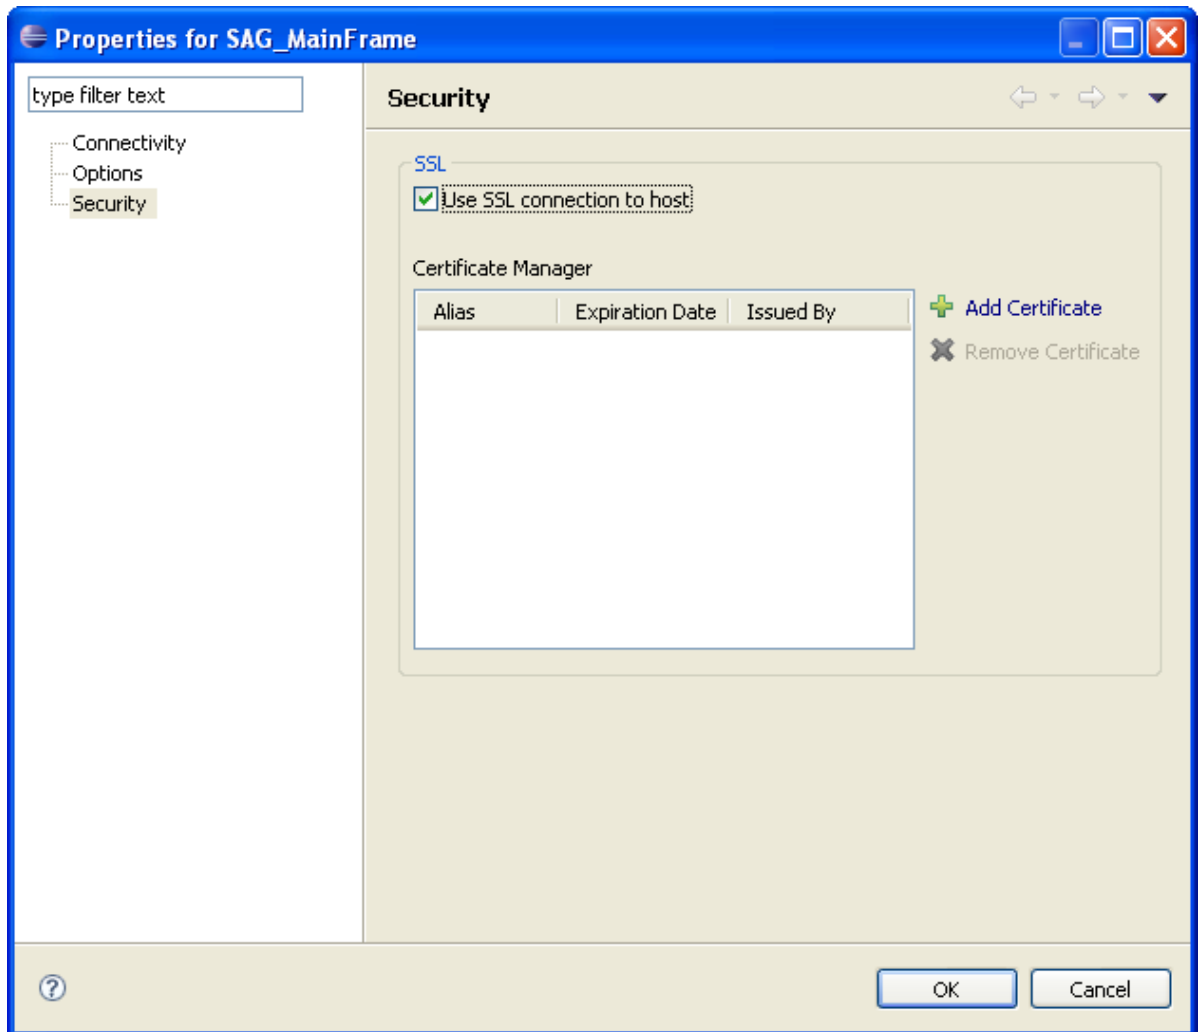 Properties for SAG_MainFrame
type filter text
Connectivity
Options
Security
Security
SSL
Use SSL connection to host
Certificate Manager
Alias Expiration Date Issued By
Add Certificate
Remove Certificate
? OK Cancel